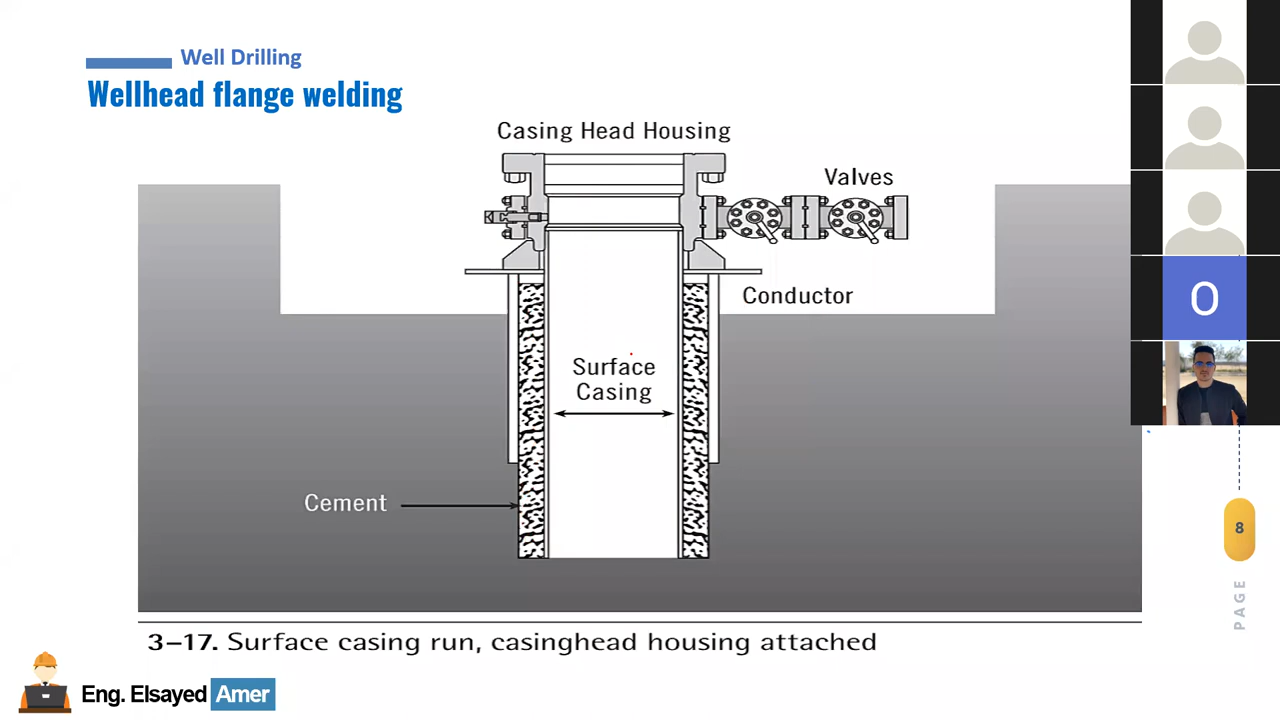 Well Drilling
Wellhead flange welding
Casing Head Housing
Valves
Conductor
Surface
Casing
Cement
3–17. Surface casing run, casinghead housing attached
O
8
PAGE
Eng. Elsayed Amer